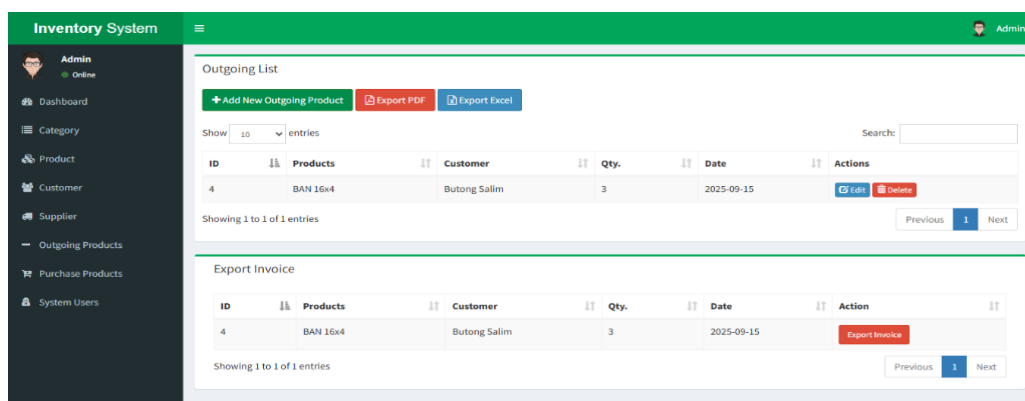 Inventory System
Admin
Admin
Online
Dashboard
Category
Product
Customer
Supplier
Outgoing Products
Purchase Products
System Users
Outgoing List
Add New Outgoing Product Export PDF Export Excel
Show 10 entries Search:
ID Products Customer Qty. Date Actions
4 BAN 16x4 Butong Salim 3 2025-09-15 Edit Delete
Showing 1 to 1 of 1 entries Previous 1 Next
Export Invoice
ID Products Customer Qty. Date Action
4 BAN 16x4 Butong Salim 3 2025-09-15 Export Invoice
Showing 1 to 1 of 1 entries Previous 1 Next